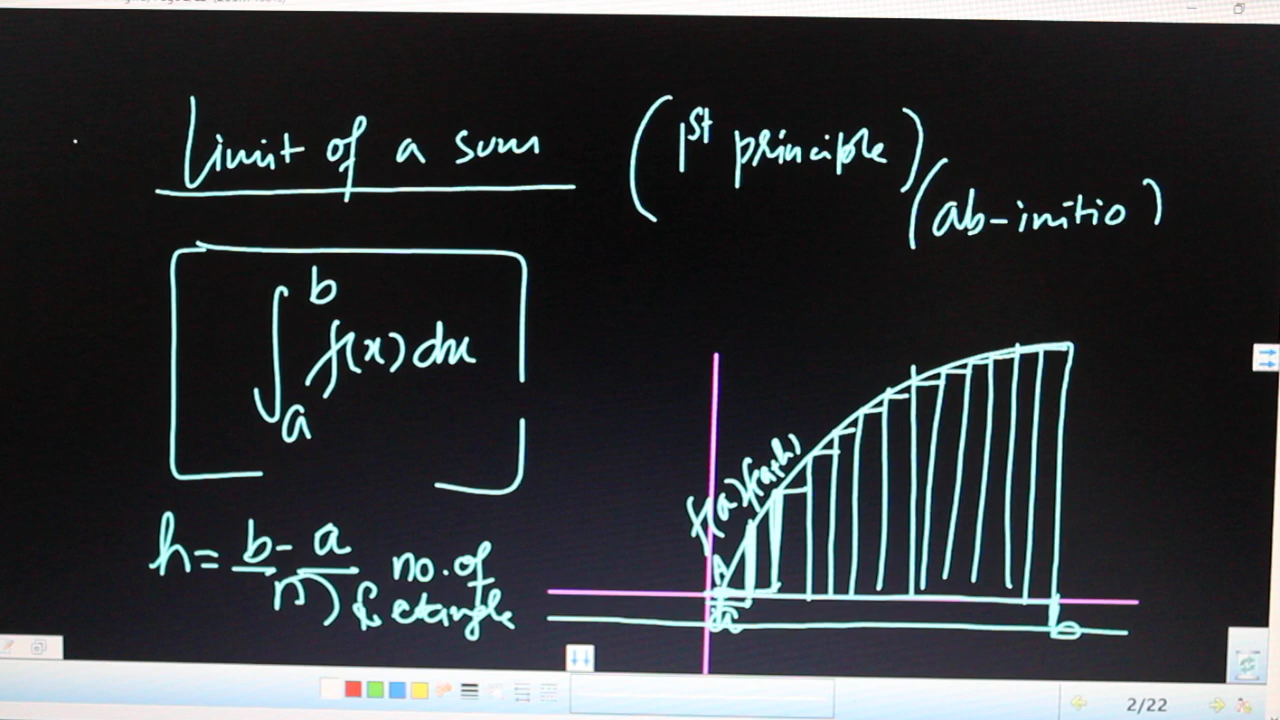 Limit of a sum (1st principle)
(ab-initio)
∫ₐᵇ f(x) dx
h = b - a / n → no. of
rectangle
f(a) f(a+h)
a
b
2/22